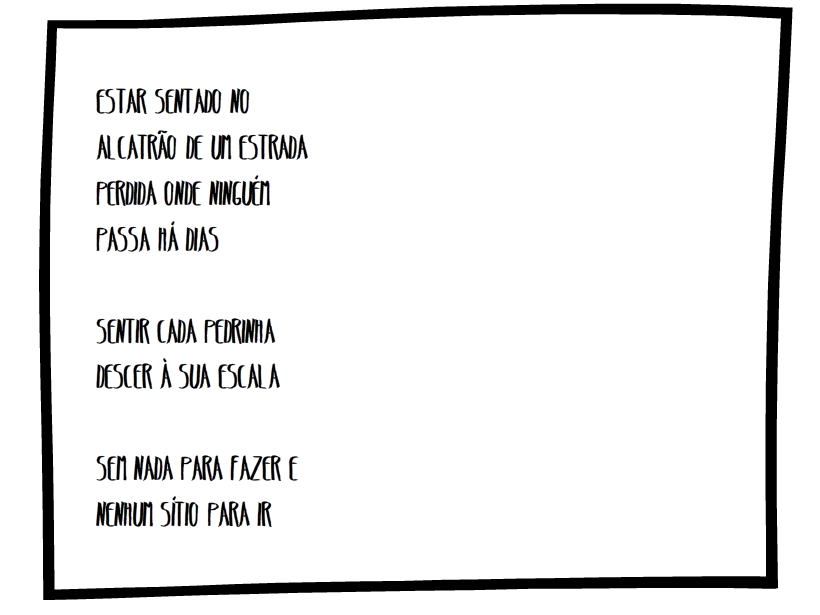 ESTAR SENTADO NO
ALCATRÃO DE UM ESTRADA
PERDIDA ONDE NINGUÉM
PASSA HÁ DIAS
SENTIR CADA PEDRINHA
DESCER À SUA ESCALA
SEM NADA PARA FAZER E
NENHUM SÍTIO PARA IR